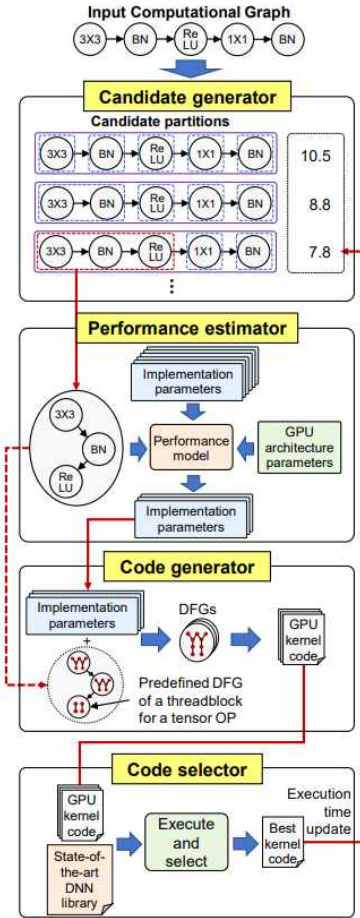 Input Computational Graph
3X3 BN Re LU 1X1 BN
Candidate generator
Candidate partitions
3X3 BN Re LU 1X1 BN 10.5
3X3 BN Re LU 1X1 BN 8.8
3X3 BN Re LU 1X1 BN 7.8
Performance estimator
Implementation
parameters
3X3
BN
Re
LU
Performance
model
GPU
architecture
parameters
Implementation
parameters
Code generator
Implementation
parameters
+
DFGs
GPU
kernel
code
Predefined DFG
of a threadblock
for a tensor OP
Code selector
GPU
kernel
code
State-of-
the-art
DNN
library
Execute
and
select
Best
kernel
code
Execution
time
update